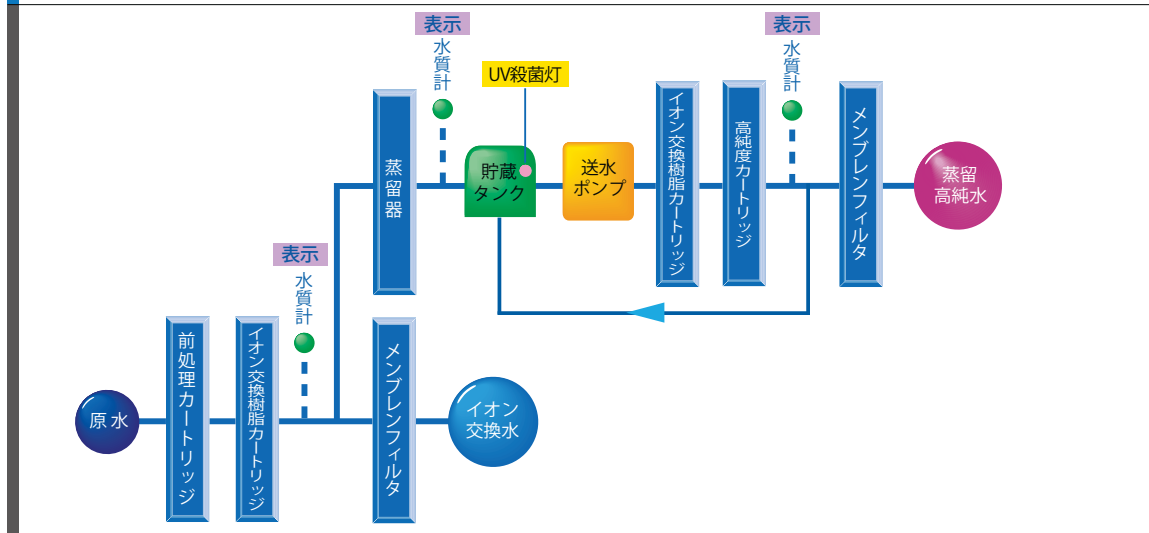 表示
水質計
UV殺菌灯
蒸留器
貯蔵
タンク
送水
ポンプ
イオン交換樹脂カートリッジ
高純度カートリッジ
表示
水質計
メンブレンフィルタ
蒸留
高純水
表示
水質計
原水
前処理カートリッジ
イオン交換樹脂カートリッジ
メンブレンフィルタ
イオン
交換水